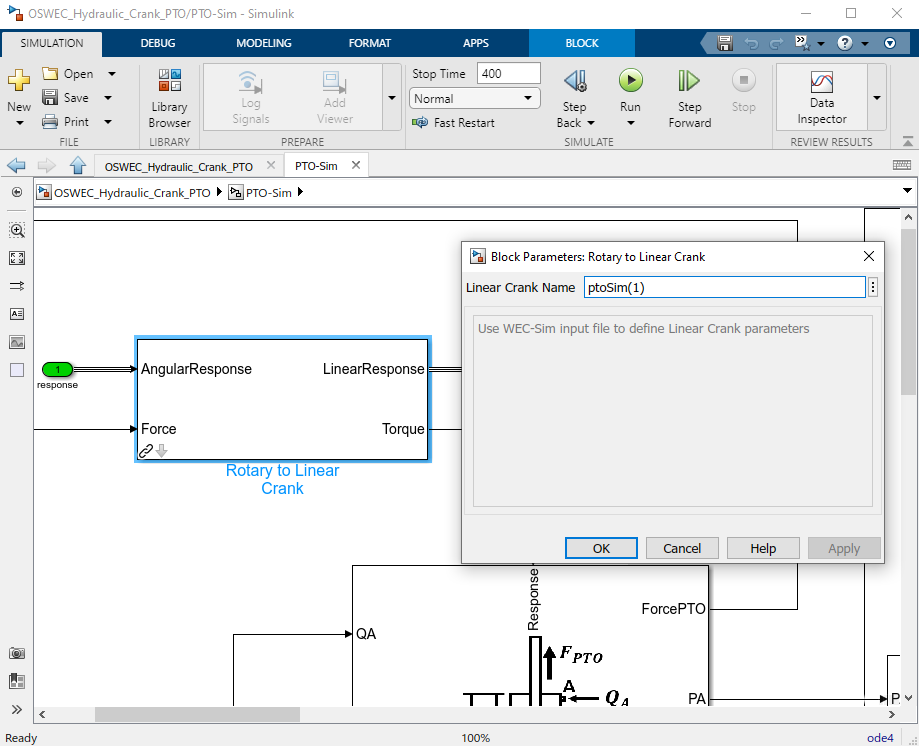 OSWEC_Hydraulic_Crank_PTO/PTO-Sim - Simulink
SIMULATION DEBUG MODELING FORMAT APPS BLOCK
New
Open
Save
Print
FILE
Library
Browser
LIBRARY
Log
Signals
Add
Viewer
PREPARE
Stop Time 400
Normal
Fast Restart
Step
Back
Run
Step
Forward
Stop
SIMULATE
Data
Inspector
REVIEW RESULTS
OSWEC_Hydraulic_Crank_PTO
PTO-Sim
OSWEC_Hydraulic_Crank_PTO PTO-Sim
Block Parameters: Rotary to Linear Crank
Linear Crank Name ptoSim(1)
Use WEC-Sim input file to define Linear Crank parameters
OK Cancel Help Apply
1
response
AngularResponse
LinearResponse
Force
Torque
Rotary to Linear
Crank
Response
ForcePTO
QA
F PTO
A
Q A
PA
P
Ready 100% ode4